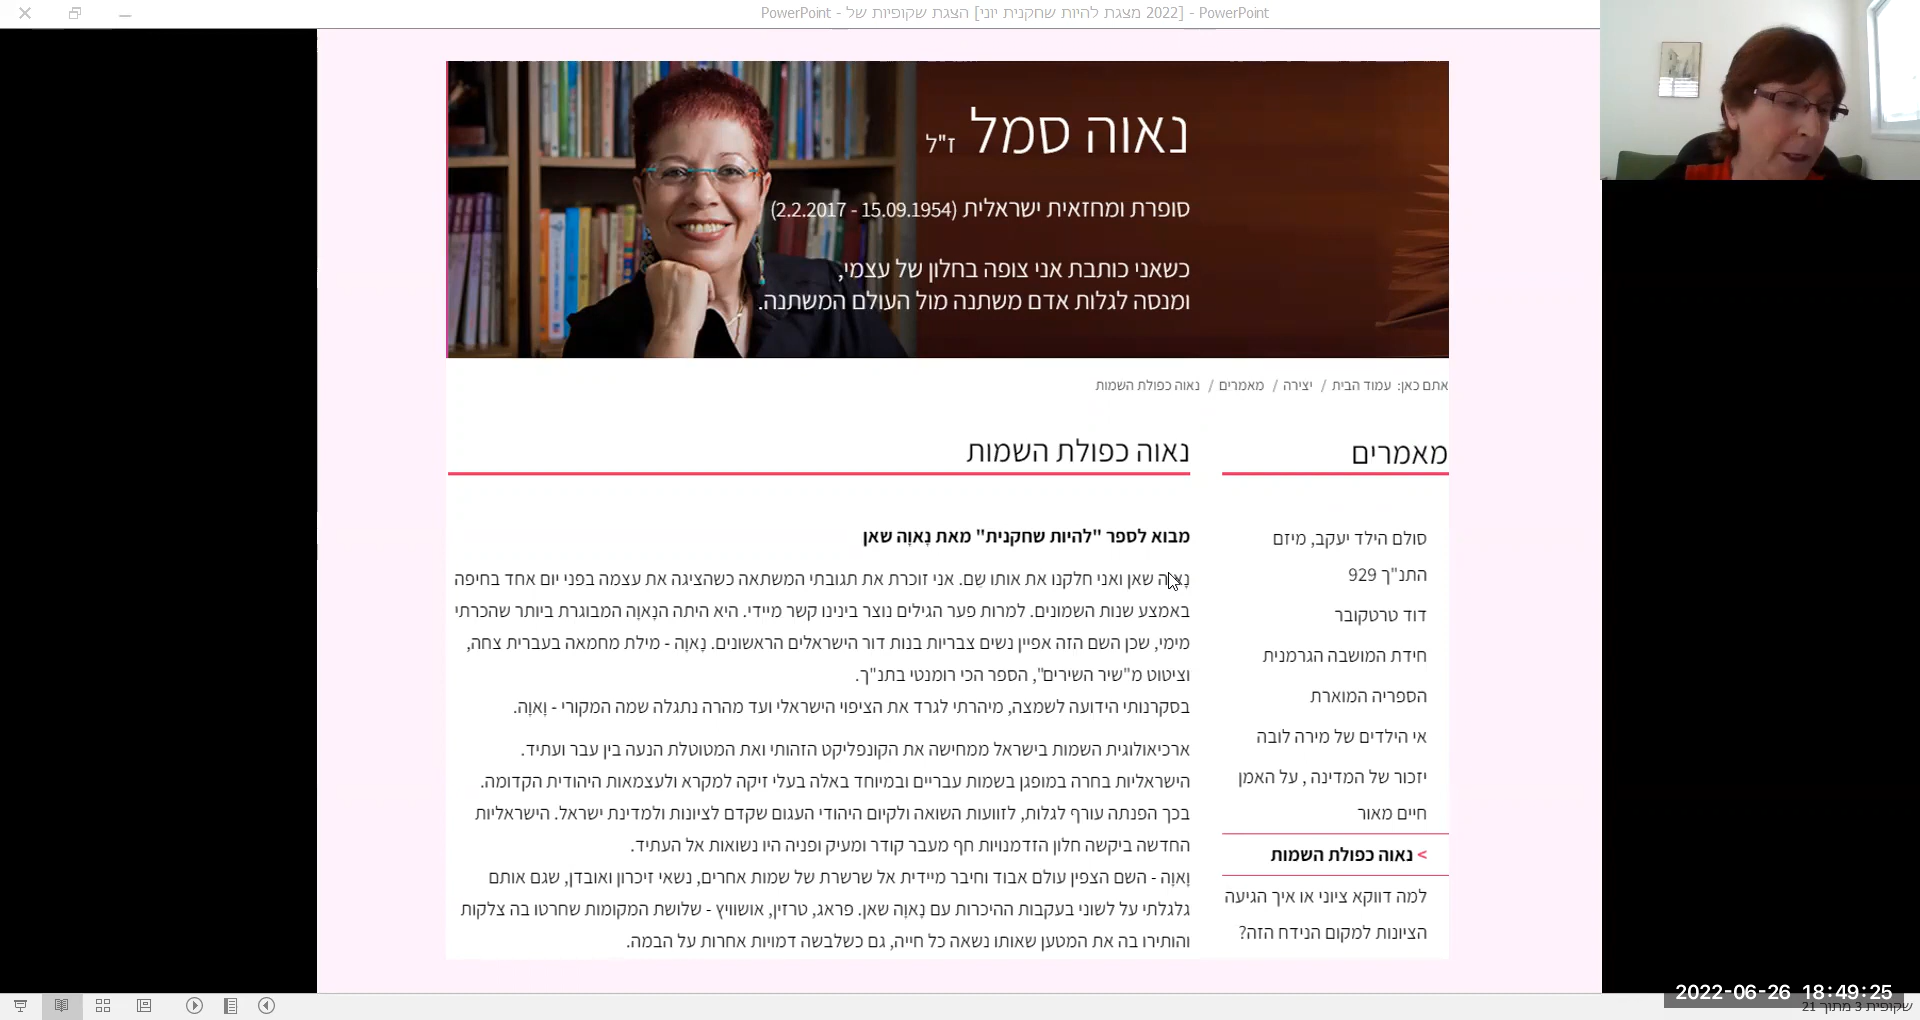 PowerPoint - [2022 מצגת להיות שחקנית יוני] הצגת שקופיות של - PowerPoint
נאוה סמל ז"ל
סופרת ומחזאית ישראלית (15.09.1954 - 2.2.2017)
כשאני כותבת אני צופה בחלון של עצמי,
ומנסה לגלות אדם משתנה מול העולם המשתנה.
אתם כאן: עמוד הבית / יצירה / מאמרים / נאוה כפולת השמות
מאמרים
סולם הילד יעקב, מיזם
התנ"ך 929
דוד טרטקובר
חידת המושבה הגרמנית
הספריה המוארת
אי הילדים של מירה לובה
יזכור של המדינה , על האמן
חיים מאור
> נאוה כפולת השמות
למה דווקא ציוני או איך הגיעה
הציונות למקום הנידח הזה?
נאוה כפולת השמות
מבוא לספר "להיות שחקנית" מאת נָאוָה שאן
נָאוָה שאן ואני חלקנו את אותו שֵם. אני זוכרת את תגובתי המשתאה כשהציגה את עצמה בפני יום אחד בחיפה
באמצע שנות השמונים. למרות פער הגילים נוצר בינינו קשר מיידי. היא היתה הנָאוָה המבוגרת ביותר שהכרתי
מימי, שכן השם הזה אפיין נשים צבריות בנות דור הישראלים הראשונים. נָאוָה - מילת מחמאה בעברית צחה,
וציטוט מ"שיר השירים", הספר הכי רומנטי בתנ"ך.
בסקרנותי הידועה לשמצה, מיהרתי לגרד את הציפוי הישראלי ועד מהרה נתגלה שמה המקורי - וָאוָה.
ארכיאולוגית השמות בישראל ממחישה את הקונפליקט הזהותי ואת המטוטלת הנעה בין עבר ועתיד.
הישראליות בחרה במופגן בשמות עבריים ובמיוחד באלה בעלי זיקה למקרא ולעצמאות היהודית הקדומה.
בכך הפנתה עורף לגלות, לזוועות השואה ולקיום היהודי העגום שקדם לציונות ולמדינת ישראל. הישראליות
החדשה ביקשה חלון הזדמנויות חף מעבר קודר ומעיק ופניה היו נשואות אל העתיד.
וָאוָה - השם הצפין עולם אבוד וחיבר מיידית אל שרשרת של שמות אחרים, נשאי זיכרון ואובדן, שגם אותם
גלגלתי על לשוני בעקבות ההיכרות עם נָאוָה שאן. פראג, טרזין, אושוויץ - שלושת המקומות שחרטו בה צלקות
והותירו בה את המטען שאותו נשאה כל חייה, גם כשלבשה דמויות אחרות על הבמה.
2022-06-26 18:49:25
שקופית 3 מתוך 21